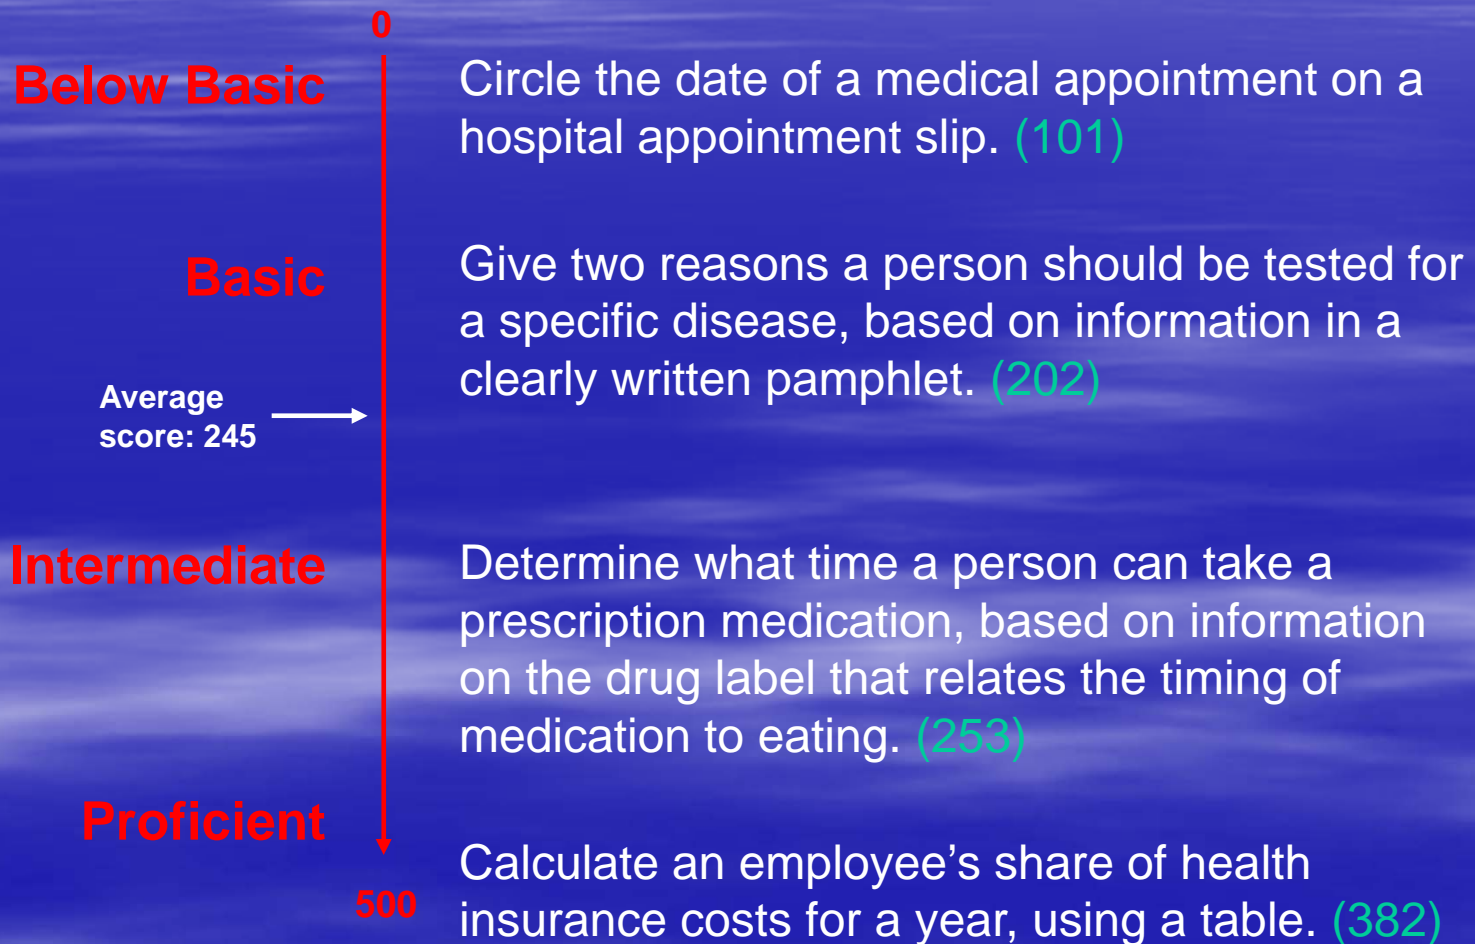 0
Below Basic
Circle the date of a medical appointment on a
hospital appointment slip. (101)
Basic
Give two reasons a person should be tested for
a specific disease, based on information in a
clearly written pamphlet. (202)
Average
score: 245
Intermediate
Determine what time a person can take a
prescription medication, based on information
on the drug label that relates the timing of
medication to eating. (253)
Proficient
Calculate an employee’s share of health
insurance costs for a year, using a table. (382)
500